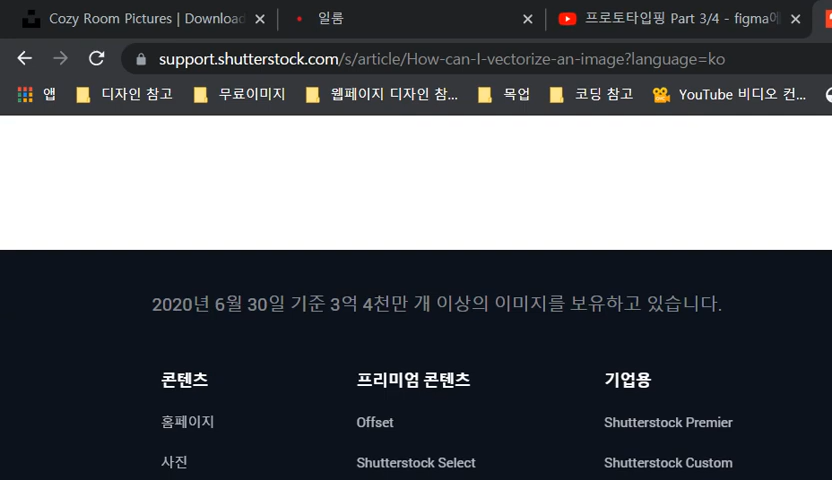 Cozy Room Pictures | Download
일룸
프로토타이핑 Part 3/4 - figma에
support.shutterstock.com/s/article/How-can-I-vectorize-an-image?language=ko
앱 디자인 참고 무료이미지 웹페이지 디자인 참... 목업 코딩 참고 YouTube 비디오 컨...
2020년 6월 30일 기준 3억 4천만 개 이상의 이미지를 보유하고 있습니다.
콘텐츠 프리미엄 콘텐츠 기업용
홈페이지 Offset Shutterstock Premier
사진 Shutterstock Select Shutterstock Custom